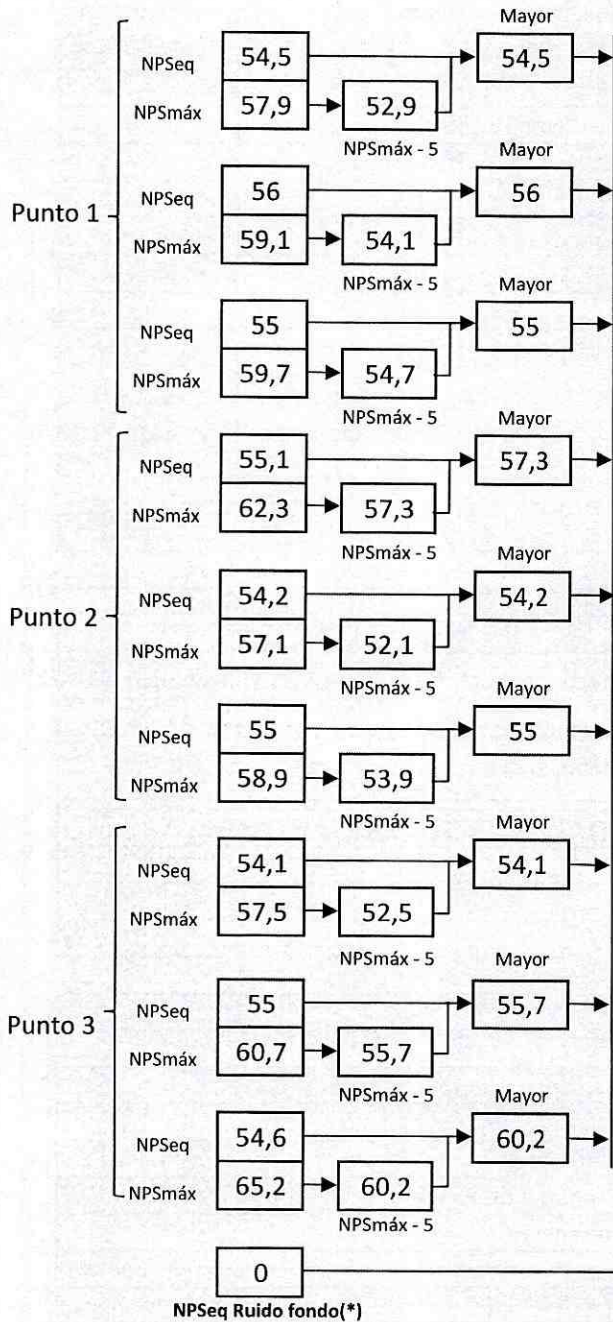 Mayor
NPSeq 54,5 54,5
NPSmáx 57,9 52,9
NPSmáx - 5
Mayor
Punto 1 NPSeq 56 56
NPSmáx 59,1 54,1
NPSmáx - 5
Mayor
NPSeq 55 55
NPSmáx 59,7 54,7
NPSmáx - 5
Mayor
NPSeq 55,1 57,3
NPSmáx 62,3 57,3
NPSmáx - 5
Mayor
NPSeq 54,2 54,2
Punto 2
NPSmáx 57,1 52,1
NPSmáx - 5
Mayor
NPSeq 55 55
NPSmáx 58,9 53,9
NPSmáx - 5
Mayor
NPSeq 54,1 54,1
NPSmáx 57,5 52,5
NPSmáx - 5
Mayor
Punto 3 NPSeq 55 55,7
NPSmáx 60,7 55,7
NPSmáx - 5
Mayor
NPSeq 54,6 60,2
NPSmáx 65,2 60,2
NPSmáx - 5
0
NPSeq Ruido fondo(*)